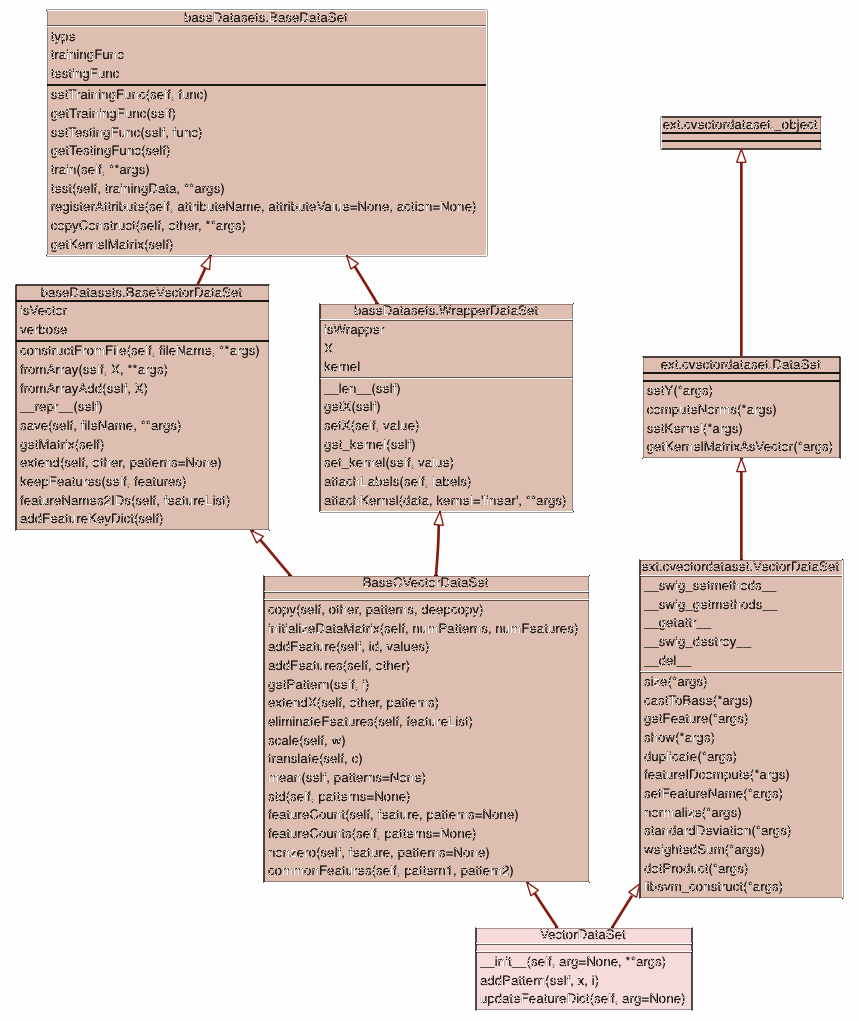 baseDatasets.BaseDataSet
type
trainingFunc
testingFunc
setTrainingFunc(self, func)
getTrainingFunc(self)
setTestingFunc(self, func)
getTestingFunc(self)
train(self, **args)
test(self, trainingData, **args)
registerAttribute(self, attributeName, attributeValue=None, action=None)
copyConstruct(self, other, **args)
getKernelMatrix(self)
ext.cvectordataset._object
baseDatasets.BaseVectorDataSet
isVector
verbose
constructFromFile(self, fileName, **args)
fromArray(self, X, **args)
fromArrayAdd(self, X)
__repr__(self)
save(self, fileName, **args)
getMatrix(self)
extend(self, other, patterns=None)
keepFeatures(self, features)
featureNames2IDs(self, featureList)
addFeatureKeyDict(self)
baseDatasets.WrapperDataSet
isWrapper
X
kernel
__len__(self)
getX(self)
setX(self, value)
get_kernel(self)
set_kernel(self, value)
attachLabels(self, labels)
attachKernel(data, kernel='linear', **args)
ext.cvectordataset.DataSet
setY(*args)
computeNorms(*args)
setKernel(*args)
getKernelMatrixAsVector(*args)
BaseCVectorDataSet
copy(self, other, patterns, deepcopy)
initializeDataMatrix(self, numPatterns, numFeatures)
addFeature(self, id, values)
addFeatures(self, other)
getPattern(self, i)
extendX(self, other, patterns)
eliminateFeatures(self, featureList)
scale(self, w)
translate(self, c)
mean(self, patterns=None)
std(self, patterns=None)
featureCount(self, feature, patterns=None)
featureCounts(self, patterns=None)
nonzero(self, feature, patterns=None)
commonFeatures(self, pattern1, pattern2)
ext.cvectordataset.VectorDataSet
__swig_setmethods__
__swig_getmethods__
__getattr__
__swig_destroy__
__del__
size(*args)
castToBase(*args)
getFeature(*args)
show(*args)
duplicate(*args)
featureIDcompute(*args)
setFeatureName(*args)
normalize(*args)
standardDeviation(*args)
weightedSum(*args)
dotProduct(*args)
libsvm_construct(*args)
VectorDataSet
__init__(self, arg=None, **args)
addPattern(self, x, i)
updateFeatureDict(self, arg=None)